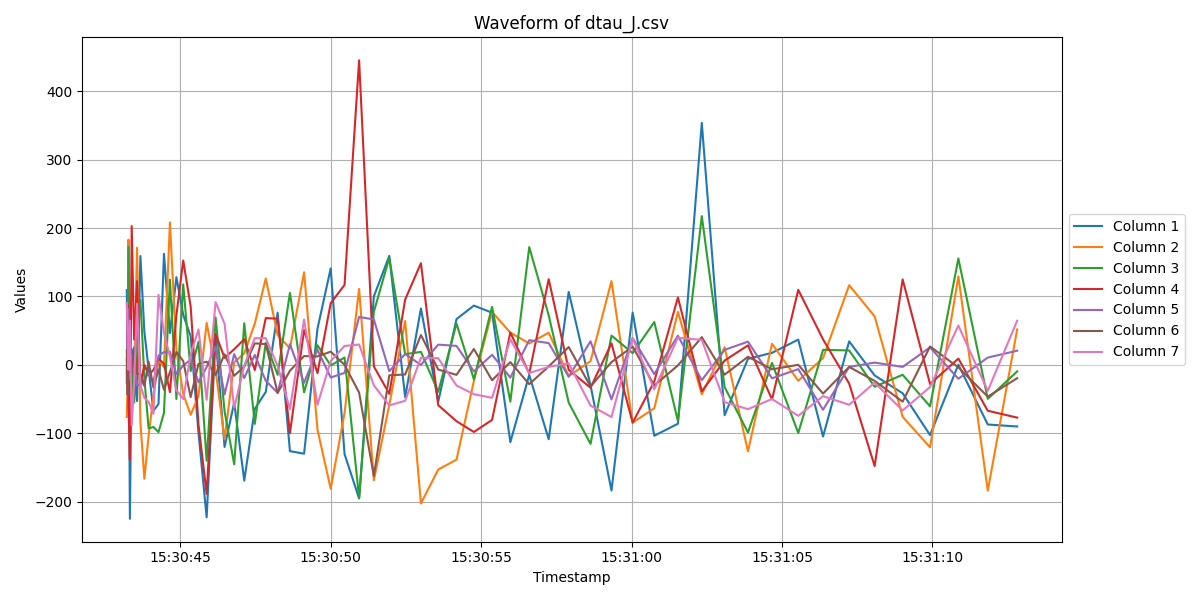 Waveform of dtau_J.csv
Values
400
300
200
100
0
−100
−200
15:30:45
15:30:50
15:30:55
15:31:00
15:31:05
15:31:10
Timestamp
Column 1
Column 2
Column 3
Column 4
Column 5
Column 6
Column 7